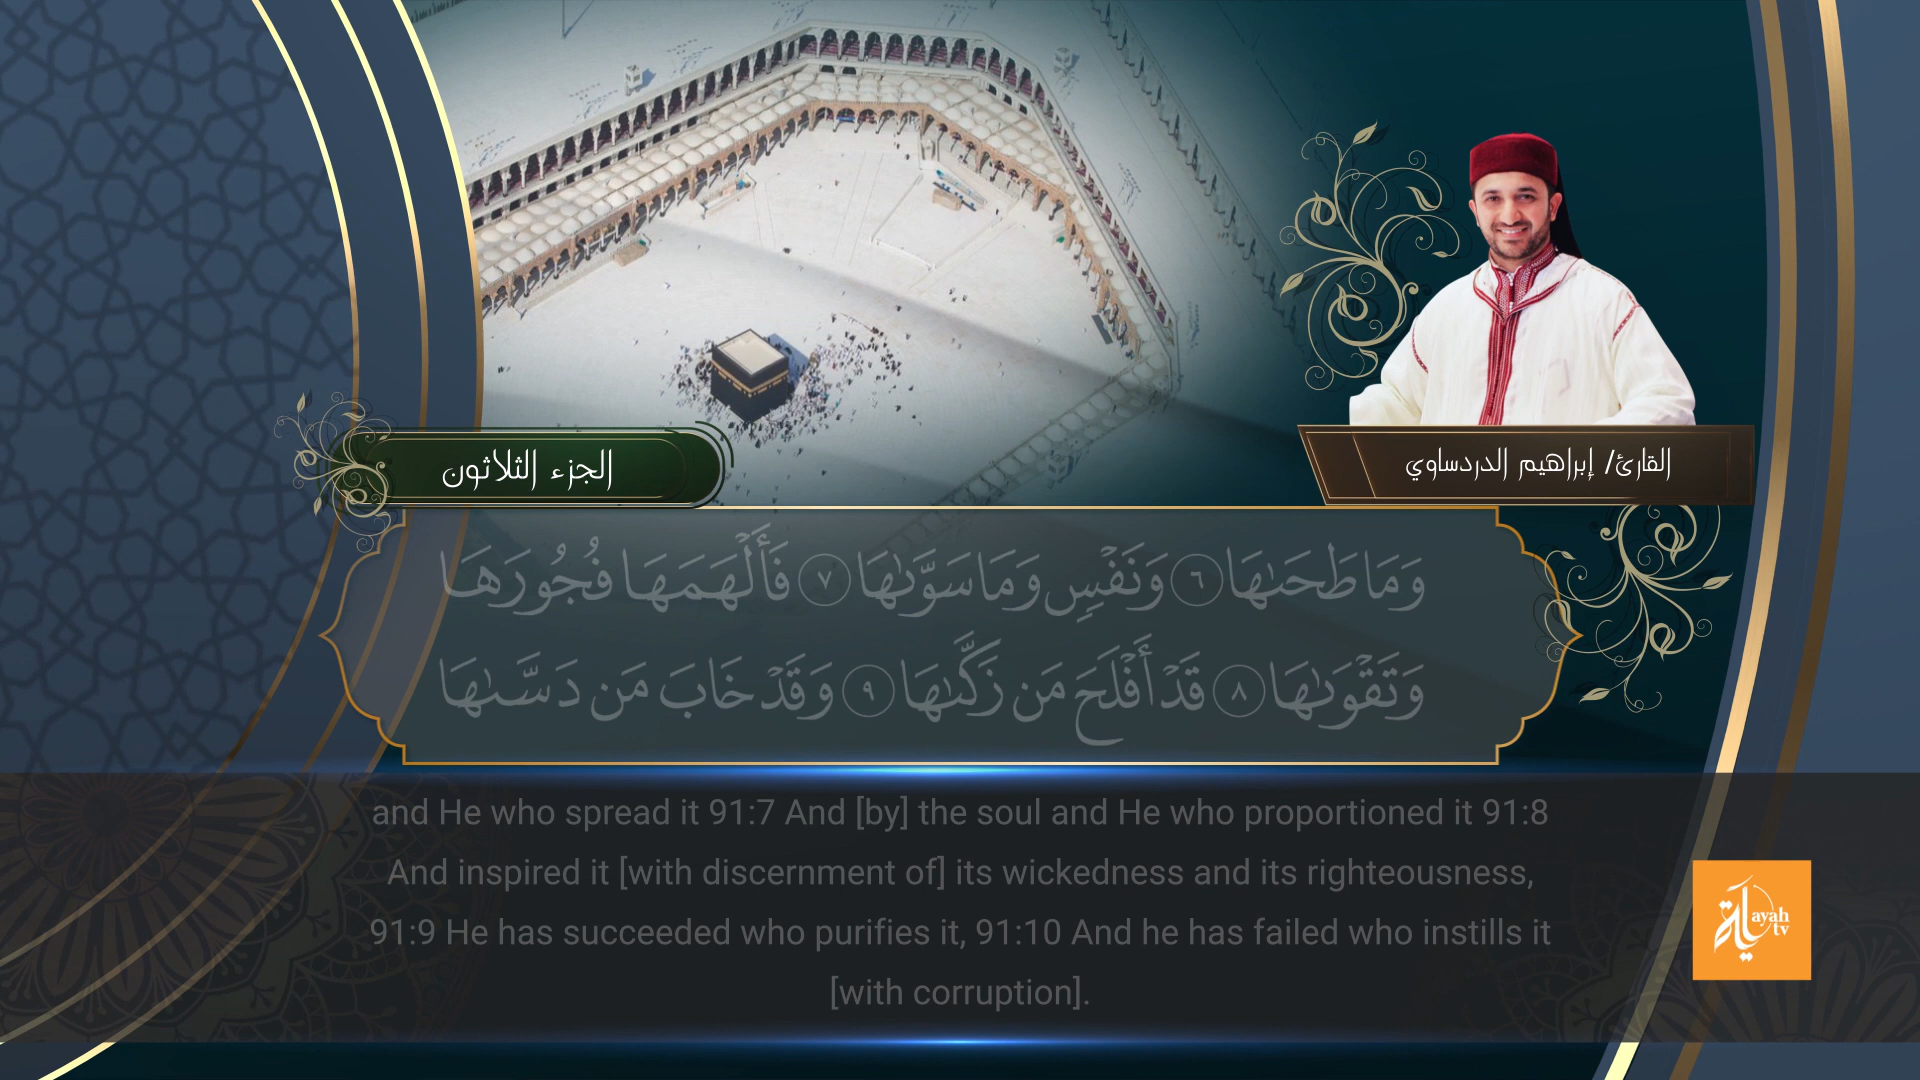 الجزء الثلاثون
القارئ/ إبراهيم الدردساوي
وَمَا طَحَىٰهَا ٦ وَنَفْسٍ وَمَا سَوَّىٰهَا ٧ فَأَلْهَمَهَا فُجُورَهَا
وَتَقْوَىٰهَا ٨ قَدْ أَفْلَحَ مَن زَكَّىٰهَا ٩ وَقَدْ خَابَ مَن دَسَّىٰهَا
and He who spread it 91:7 And [by] the soul and He who proportioned it 91:8
And inspired it [with discernment of] its wickedness and its righteousness,
91:9 He has succeeded who purifies it, 91:10 And he has failed who instills it
[with corruption].
آية
ayah
tv